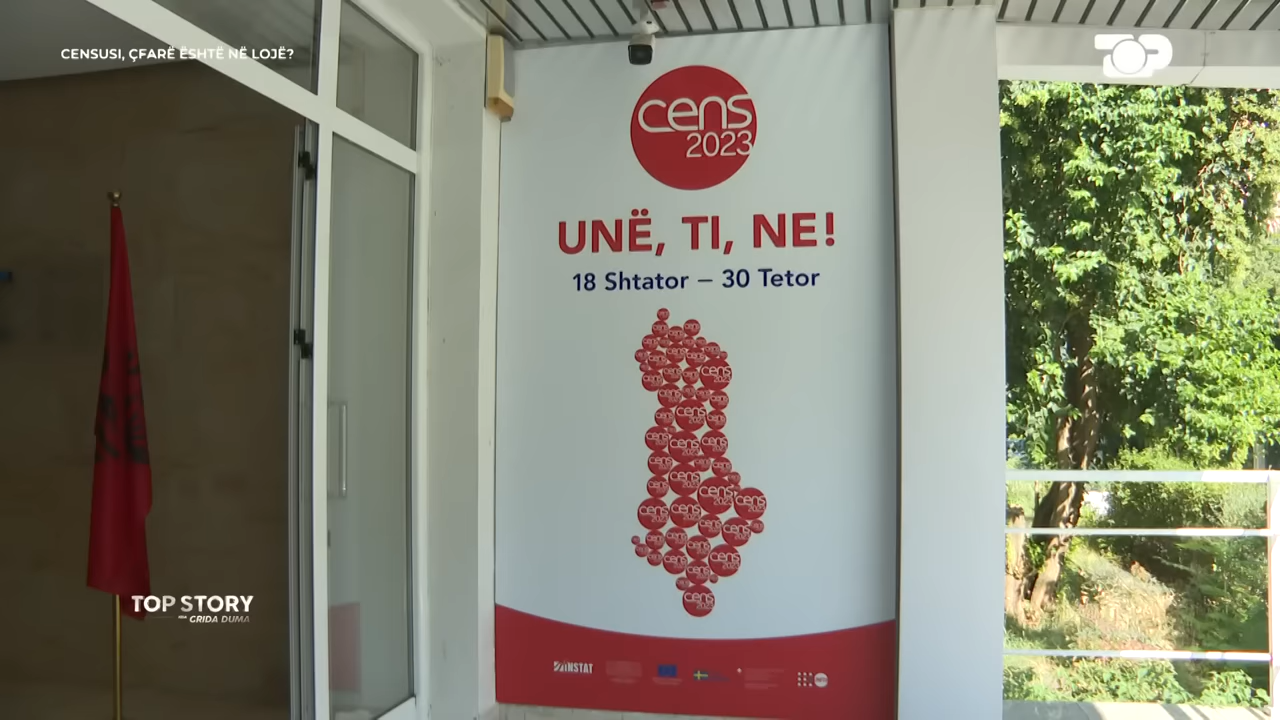 CENSUSI, ÇFARË ËSHTË NË LOJË?
TOP
cens
2023
UNË, TI, NE!
18 Shtator – 30 Tetor
TOP STORY
GRIDA DUMA
INSTAT